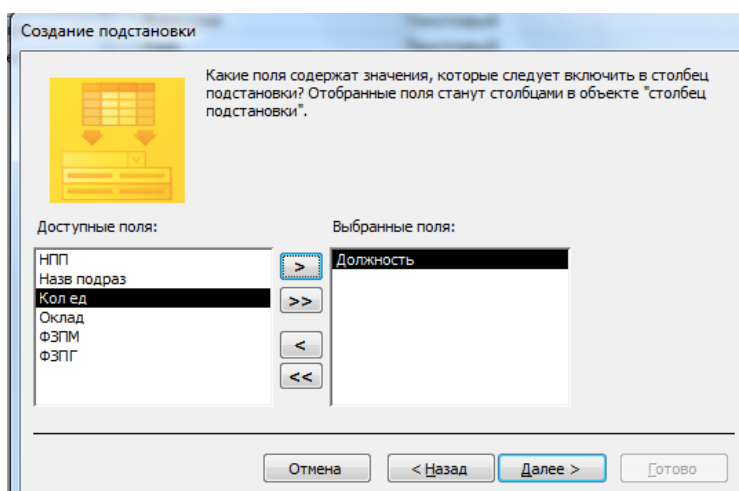 Создание подстановки
Какие поля содержат значения, которые следует включить в столбец
подстановки? Отобранные поля станут столбцами в объекте "столбец
подстановки".
Доступные поля:
Выбранные поля:
НПП
Назв подраз
Кол ед
Оклад
ФЗПМ
ФЗПГ
>
>>
<
<<
Должность
Отмена
< Назад
Далее >
Готово